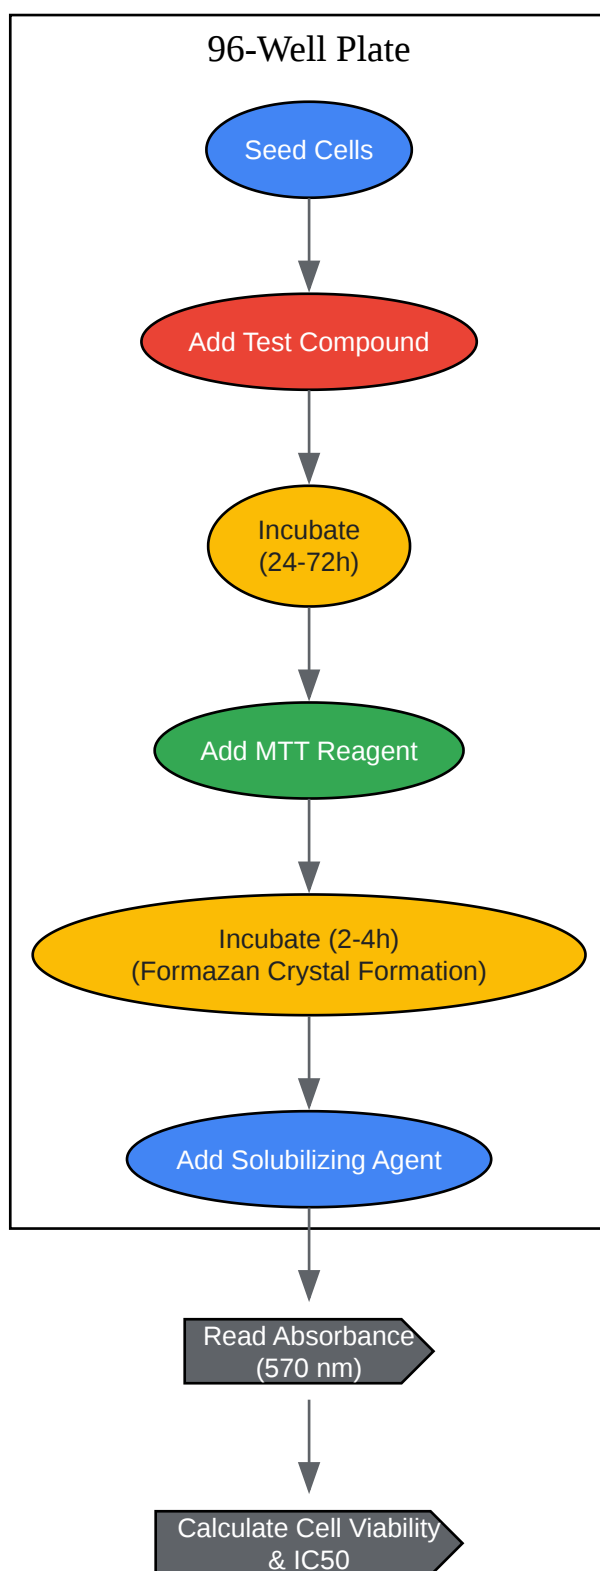 96-Well Plate
Seed Cells
Add Test Compound
Incubate
(24-72h)
Add MTT Reagent
Incubate (2-4h)
(Formazan Crystal Formation)
Add Solubilizing Agent
Read Absorbance
(570 nm)
Calculate Cell Viability
& IC50